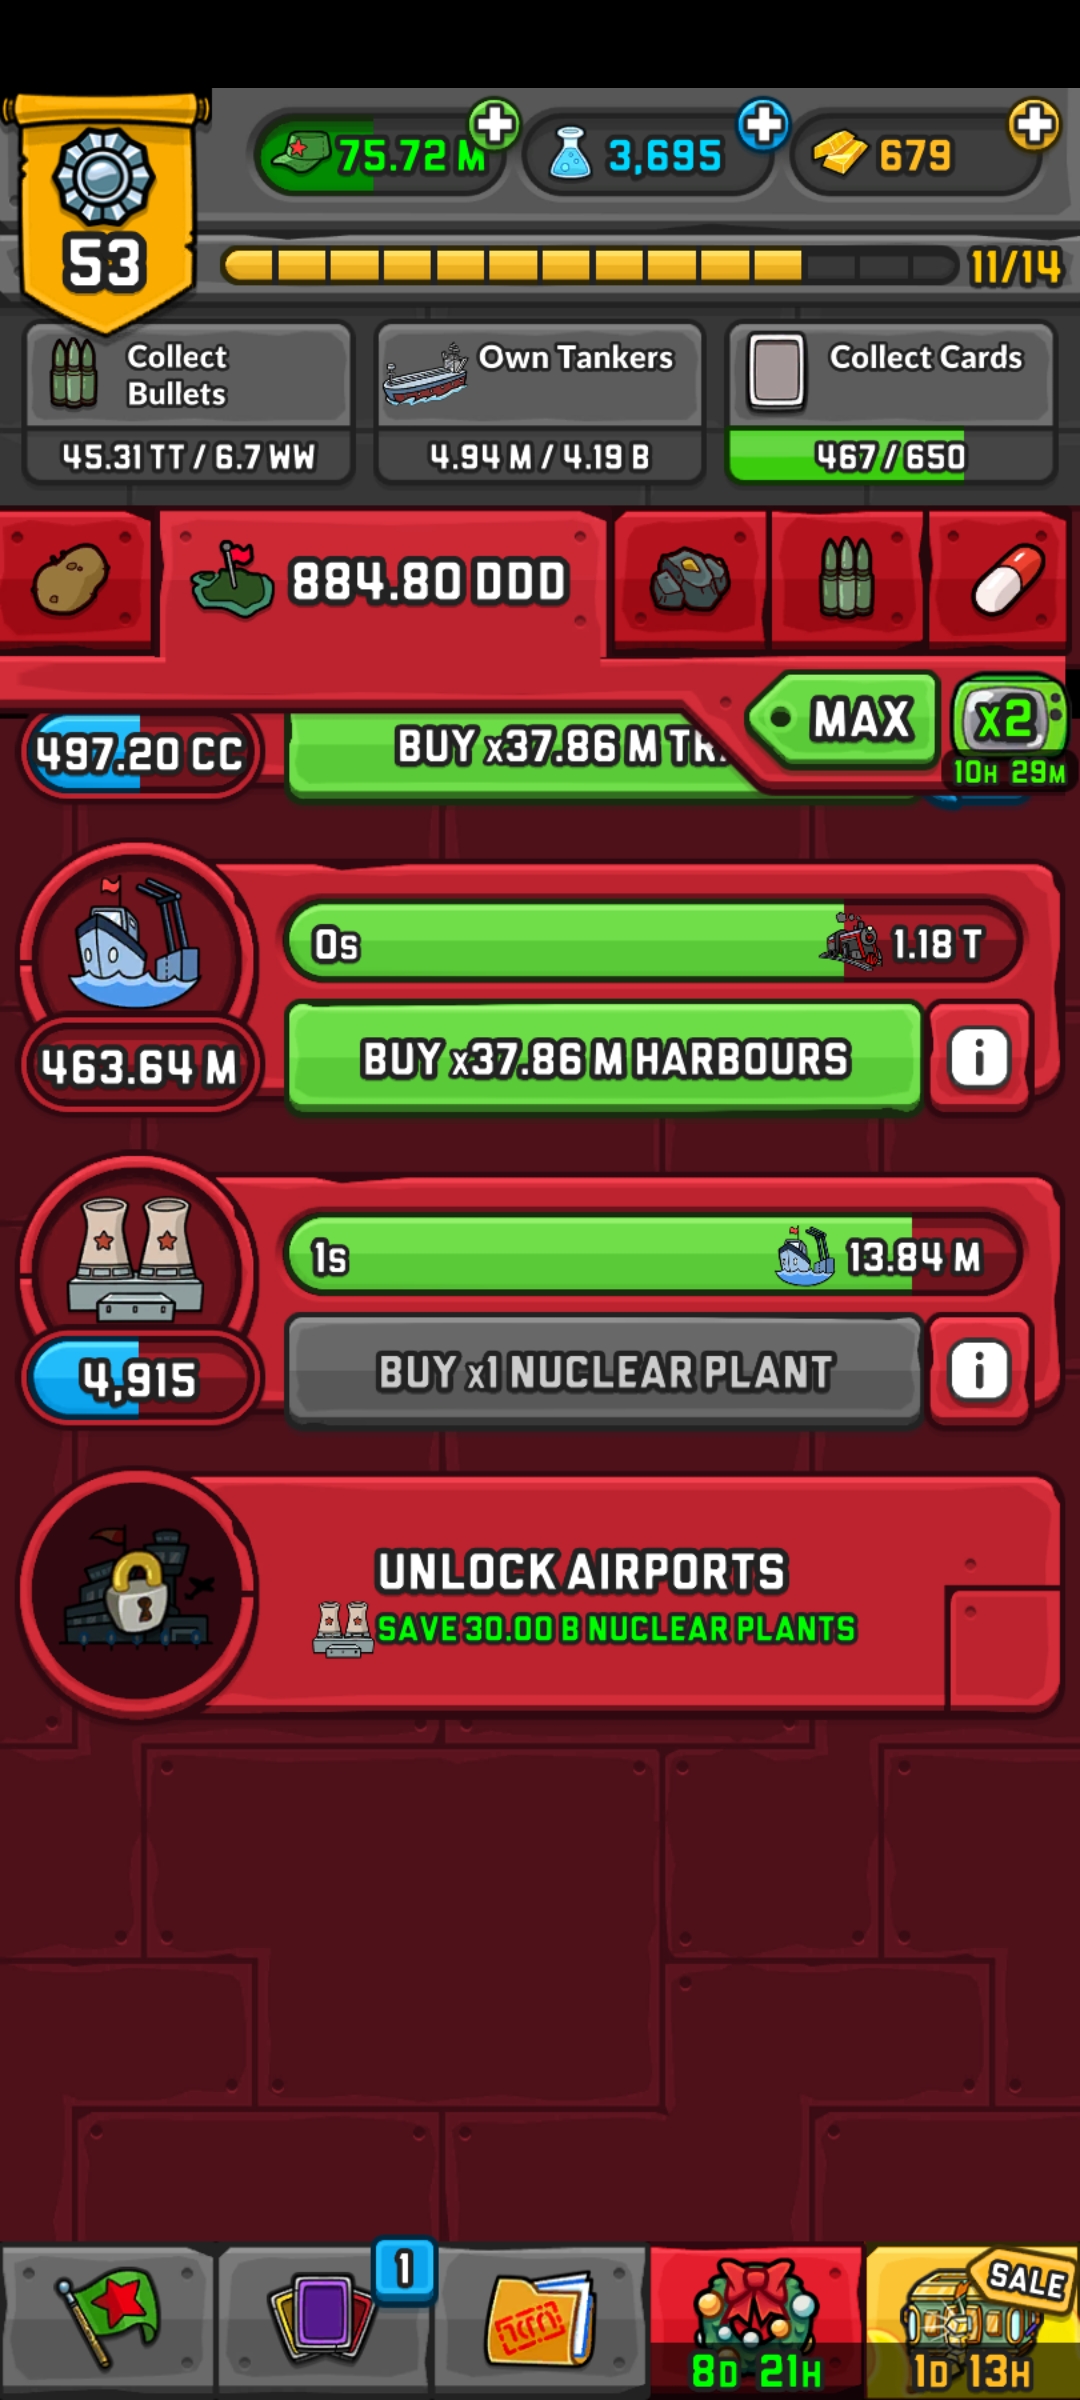 75.72 M
3,695
679
53
11/14
Collect
Bullets
Own Tankers
Collect Cards
45.31 TT / 6.7 WW
4.94 M / 4.19 B
467 / 650
884.80 DDD
MAX
x2
10H 29M
497.20 CC
BUY x37.86 M
0s
1.18 T
463.64 M
BUY x37.86 M HARBOURS
i
1s
13.84 M
4,915
BUY x1 NUCLEAR PLANT
i
UNLOCK AIRPORTS
SAVE 30.00 B NUCLEAR PLANTS
1
SALE
8D 21H
1D 13H